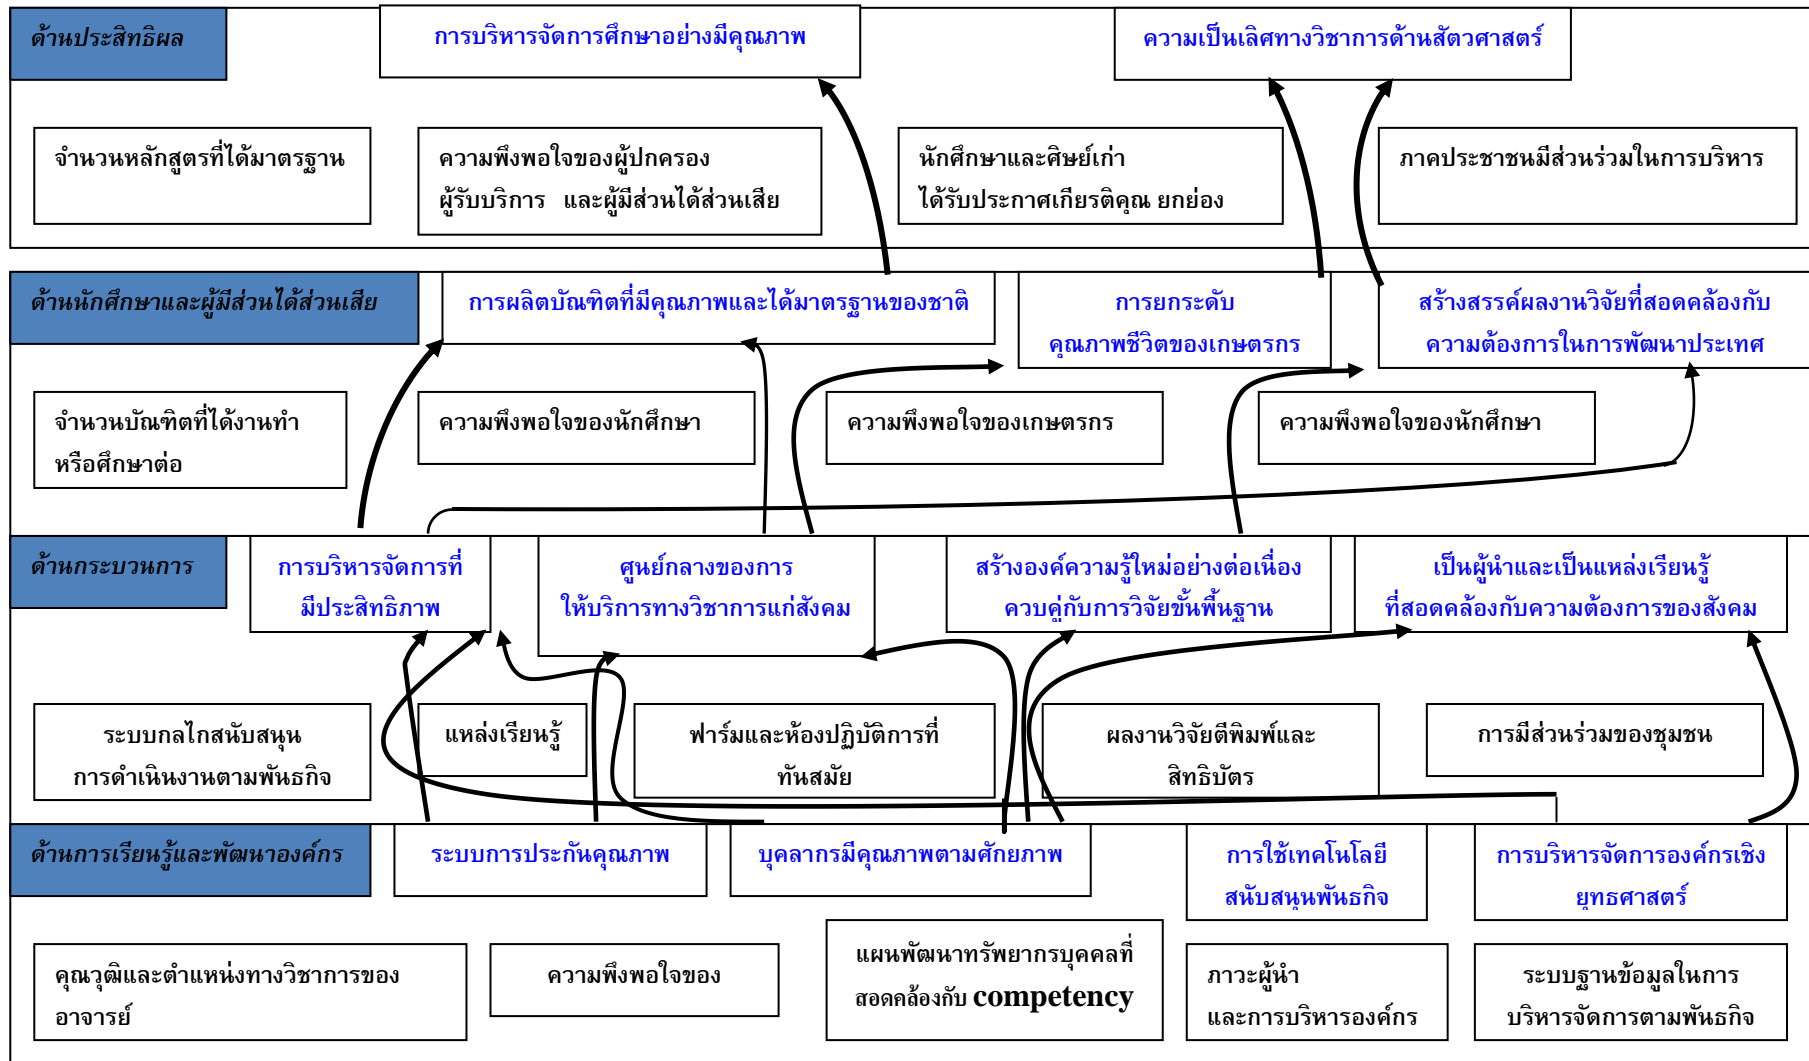 ด้านประสิทธิผล
การบริหารจัดการศึกษาอย่างมีคุณภาพ
ความเป็นเลิศทางวิชาการด้านสัตวศาสตร์
จำนวนหลักสูตรที่ได้มาตรฐาน
ความพึงพอใจของผู้ปกครอง
ผู้รับบริการ และผู้มีส่วนได้ส่วนเสีย
นักศึกษาและศิษย์เก่า
ได้รับประกาศเกียรติคุณ ยกย่อง
ภาคประชาชนมีส่วนร่วมในการบริหาร
ด้านนักศึกษาและผู้มีส่วนได้ส่วนเสีย
การผลิตบัณฑิตที่มีคุณภาพและได้มาตรฐานของชาติ
การยกระดับ
คุณภาพชีวิตของเกษตรกร
สร้างสรรค์ผลงานวิจัยที่สอดคล้องกับ
ความต้องการในการพัฒนาประเทศ
จำนวนบัณฑิตที่ได้งานทำ
หรือศึกษาต่อ
ความพึงพอใจของนักศึกษา
ความพึงพอใจของเกษตรกร
ความพึงพอใจของนักศึกษา
ด้านกระบวนการ
การบริหารจัดการที่
มีประสิทธิภาพ
ศูนย์กลางของการ
ให้บริการทางวิชาการแก่สังคม
สร้างองค์ความรู้ใหม่อย่างต่อเนื่อง
ควบคู่กับการวิจัยขั้นพื้นฐาน
เป็นผู้นำและเป็นแหล่งเรียนรู้
ที่สอดคล้องกับความต้องการของสังคม
ระบบกลไกสนับสนุน
การดำเนินงานตามพันธกิจ
แหล่งเรียนรู้
ฟาร์มและห้องปฏิบัติการที่
ทันสมัย
ผลงานวิจัยตีพิมพ์และ
สิทธิบัตร
การมีส่วนร่วมของชุมชน
ด้านการเรียนรู้และพัฒนาองค์กร
ระบบการประกันคุณภาพ
บุคลากรมีคุณภาพตามศักยภาพ
การใช้เทคโนโลยี
สนับสนุนพันธกิจ
การบริหารจัดการองค์กรเชิง
ยุทธศาสตร์
คุณวุฒิและตำแหน่งทางวิชาการของ
อาจารย์
ความพึงพอใจของ
แผนพัฒนาทรัพยากรบุคคลที่
สอดคล้องกับ competency
ภาวะผู้นำ
และการบริหารองค์กร
ระบบฐานข้อมูลในการ
บริหารจัดการตามพันธกิจ